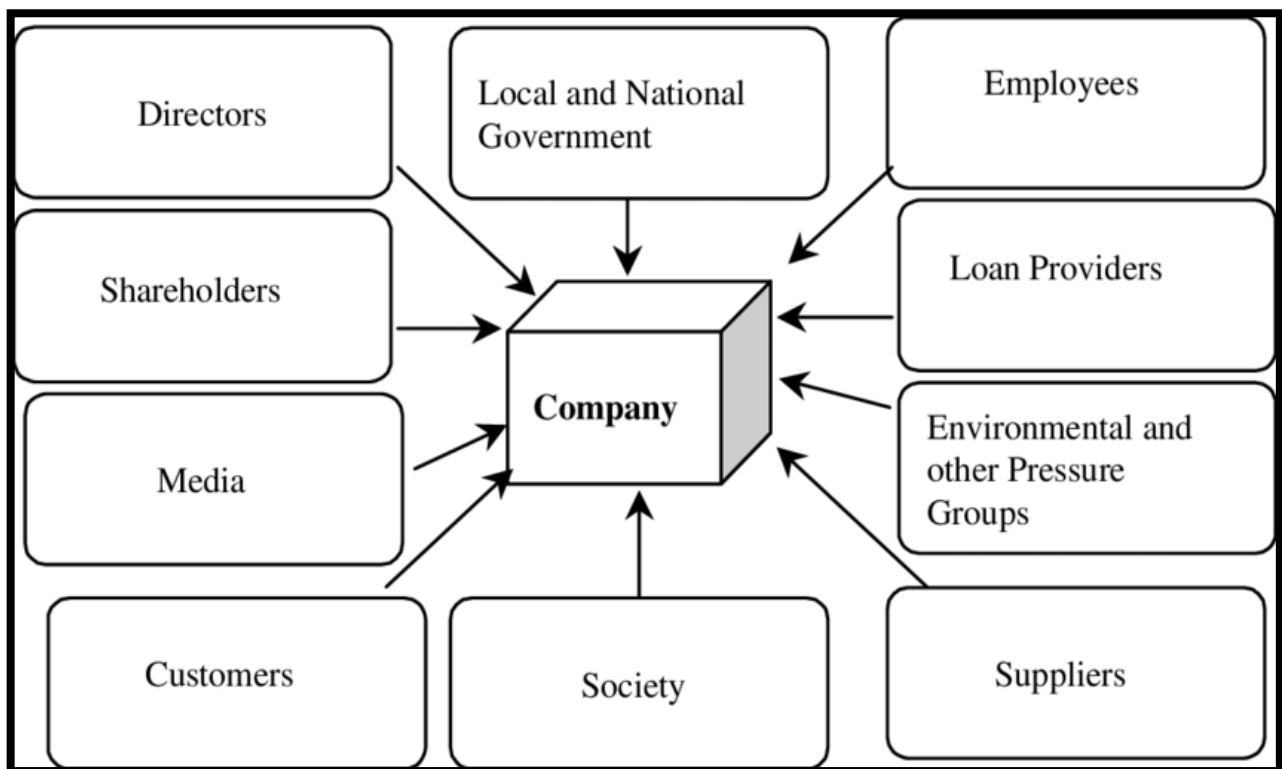 Directors
Local and National
Government
Employees
Shareholders
Loan Providers
Company
Media
Environmental and
other Pressure
Groups
Customers
Society
Suppliers